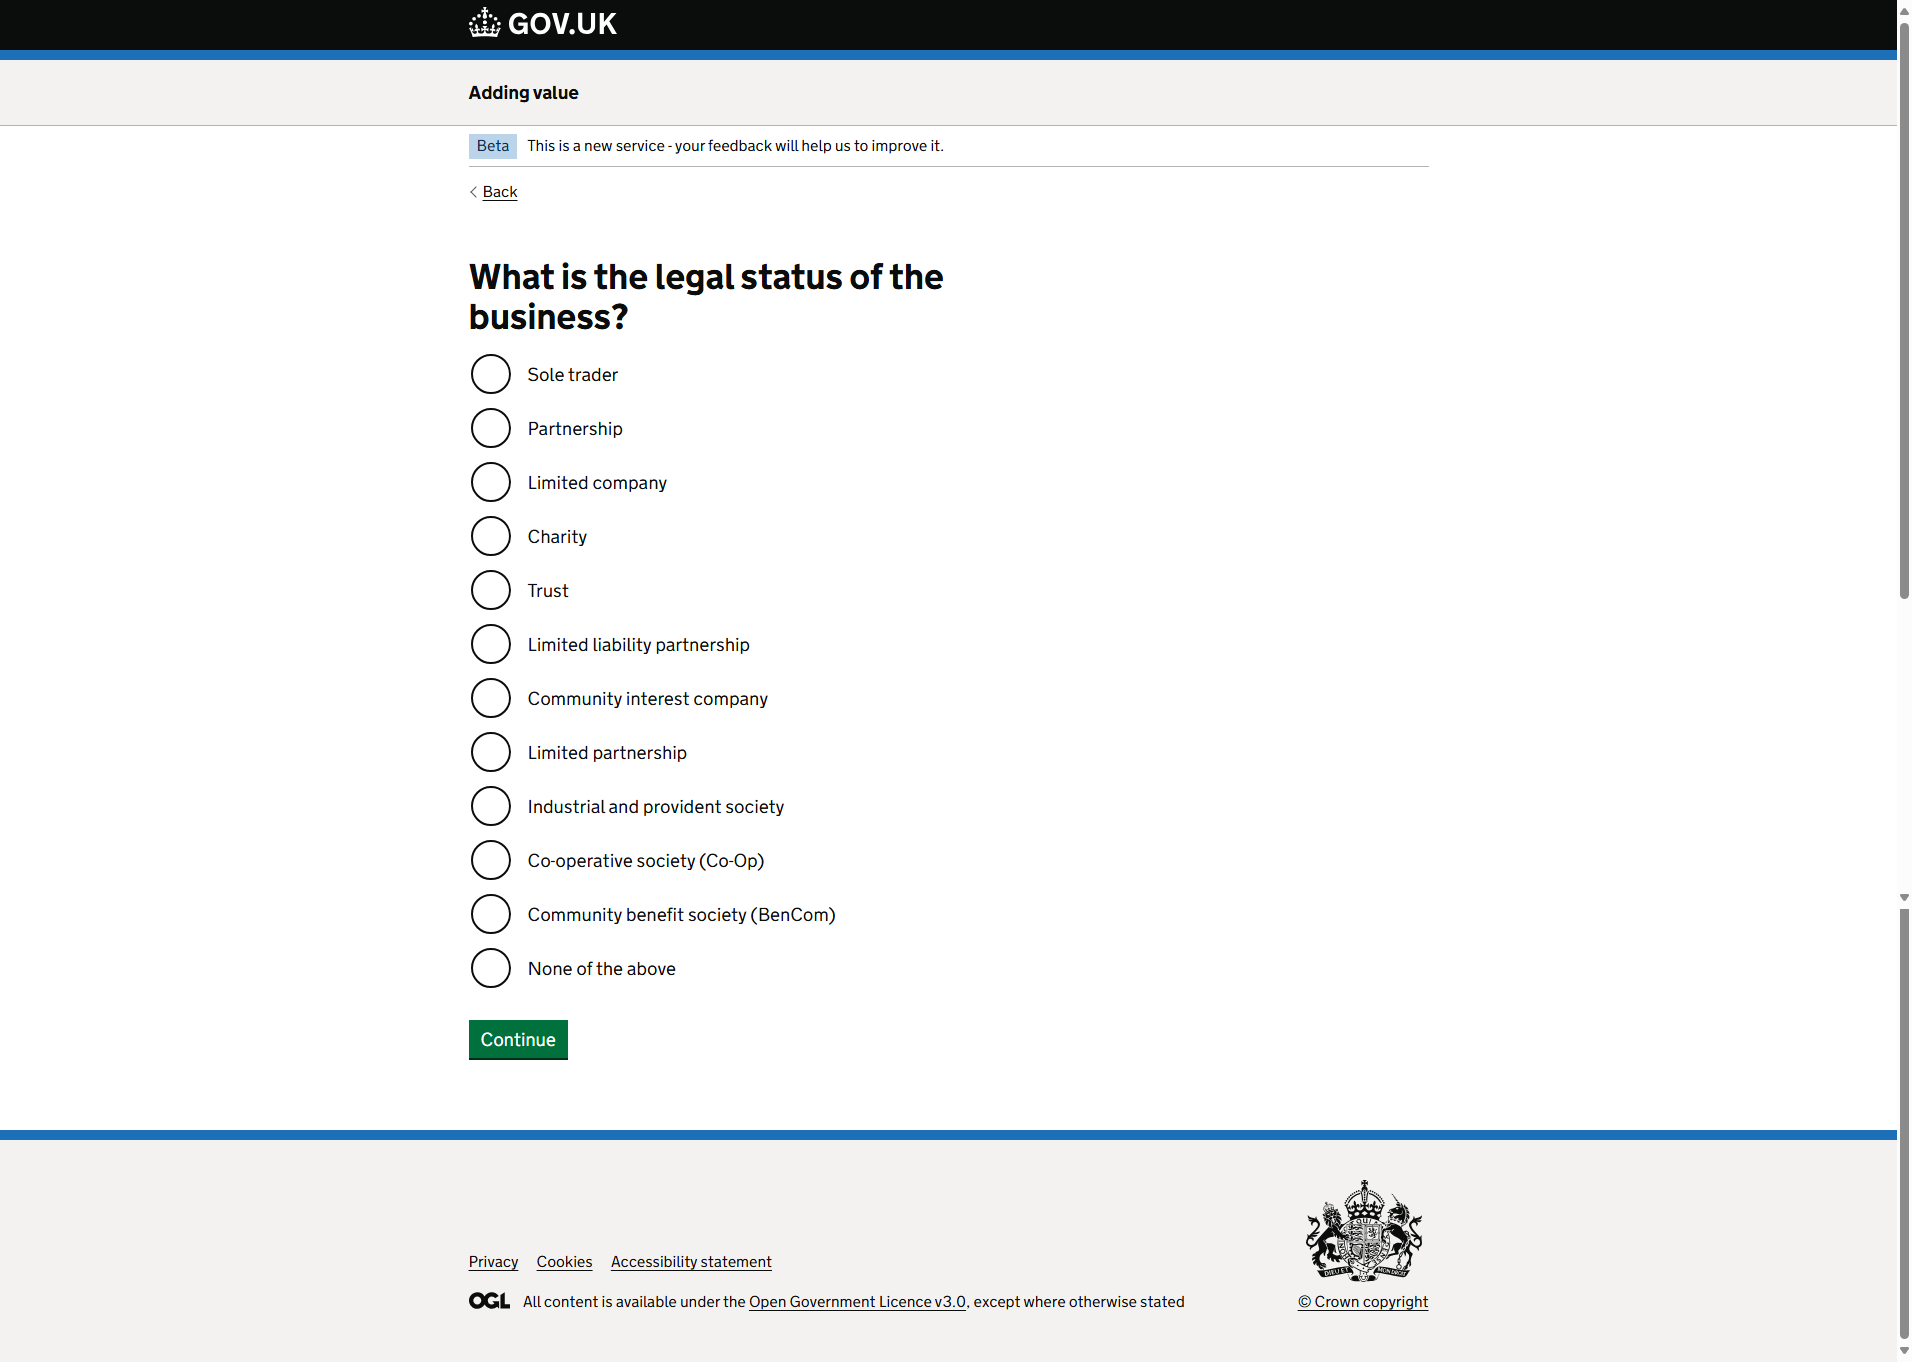 GOV.UK
Adding value
Beta This is a new service - your feedback will help us to improve it.
Back
What is the legal status of the
business?
Sole trader
Partnership
Limited company
Charity
Trust
Limited liability partnership
Community interest company
Limited partnership
Industrial and provident society
Co-operative society (Co-Op)
Community benefit society (BenCom)
None of the above
Continue
Privacy Cookies Accessibility statement
OGL All content is available under the Open Government Licence v3.0, except where otherwise stated
© Crown copyright